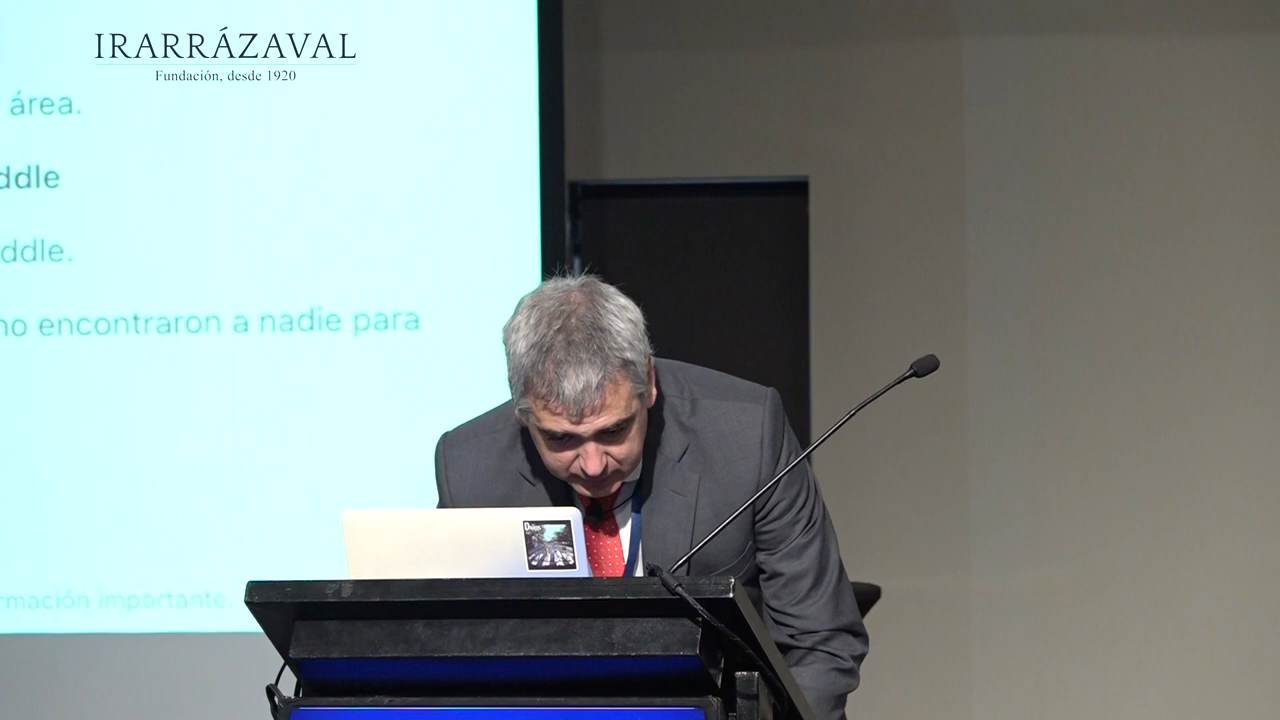 IRARRÁZAVAL
Fundación, desde 1920
área.
ddle
ddle.
no encontraron a nadie para
rmación importante.